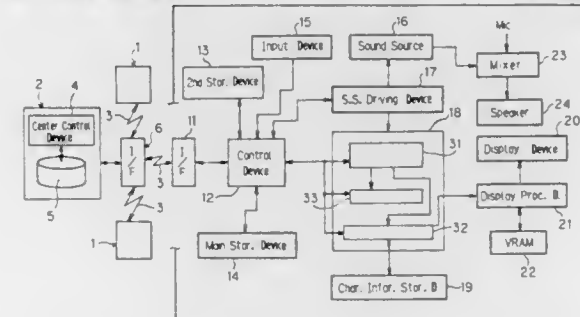 15
16
Mic
1
13
Input Device
Sound Source
2
4
2nd Stor. Device
17
Mixer
23
3
6
11
S.S. Driving Device
18
Speaker
24
Center Control
Device
20
I/F
I/F
Control
Device
31
Display Device
3
12
33
Display Proc. D.
5
3
32
21
1
Main Stor. Device
VRAM
14
Char. Infor. Stor. D
19
22